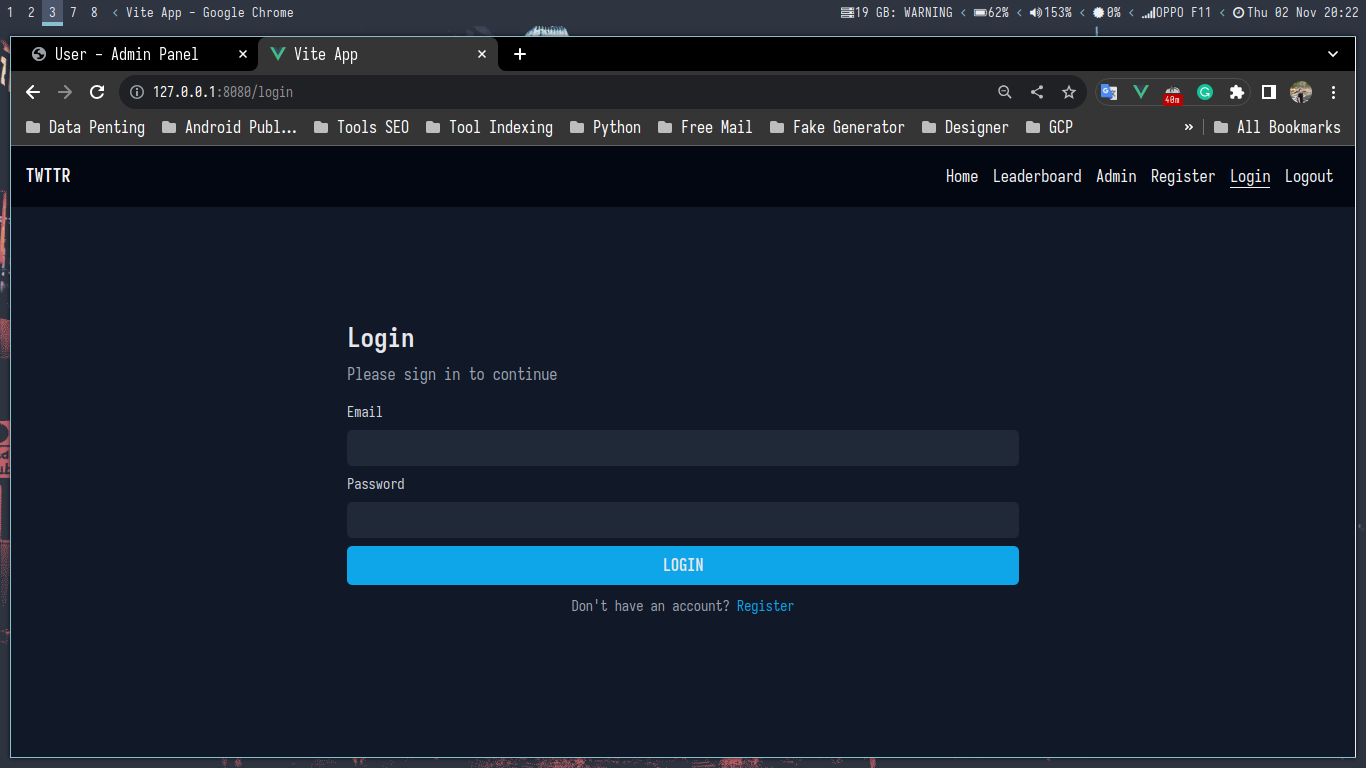 1 2 3 7 8 < Vite App - Google Chrome 19 GB: WARNING < 62% < 153% < 0% < OPPO F11 < Thu 02 Nov 20:22
User - Admin Panel × Vite App × +
127.0.0.1:8080/login 40m
Data Penting Android Publ... Tools SEO Tool Indexing Python Free Mail Fake Generator Designer GCP » All Bookmarks
TWTTR Home Leaderboard Admin Register Login Logout
Login
Please sign in to continue
Email
Password
LOGIN
Don't have an account? Register